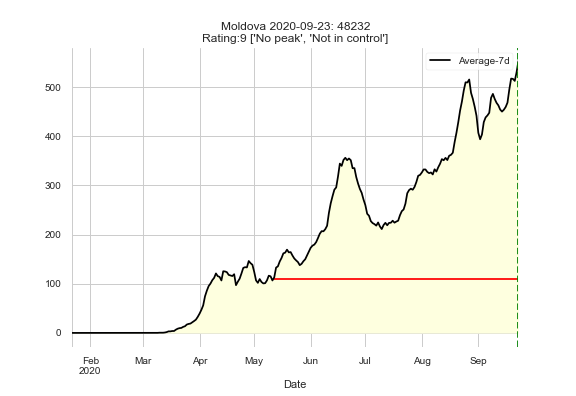 Moldova 2020-09-23: 48232
Rating:9 ['No peak', 'Not in control']
Average-7d
500
400
300
200
100
0
Feb Mar Apr May Jun Jul Aug Sep
2020
Date